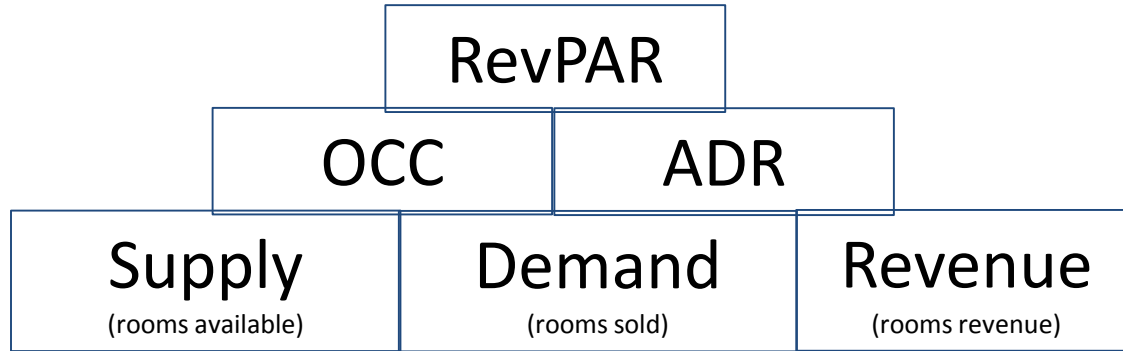 RevPAR
OCC ADR
Supply Demand Revenue
(rooms available) (rooms sold) (rooms revenue)